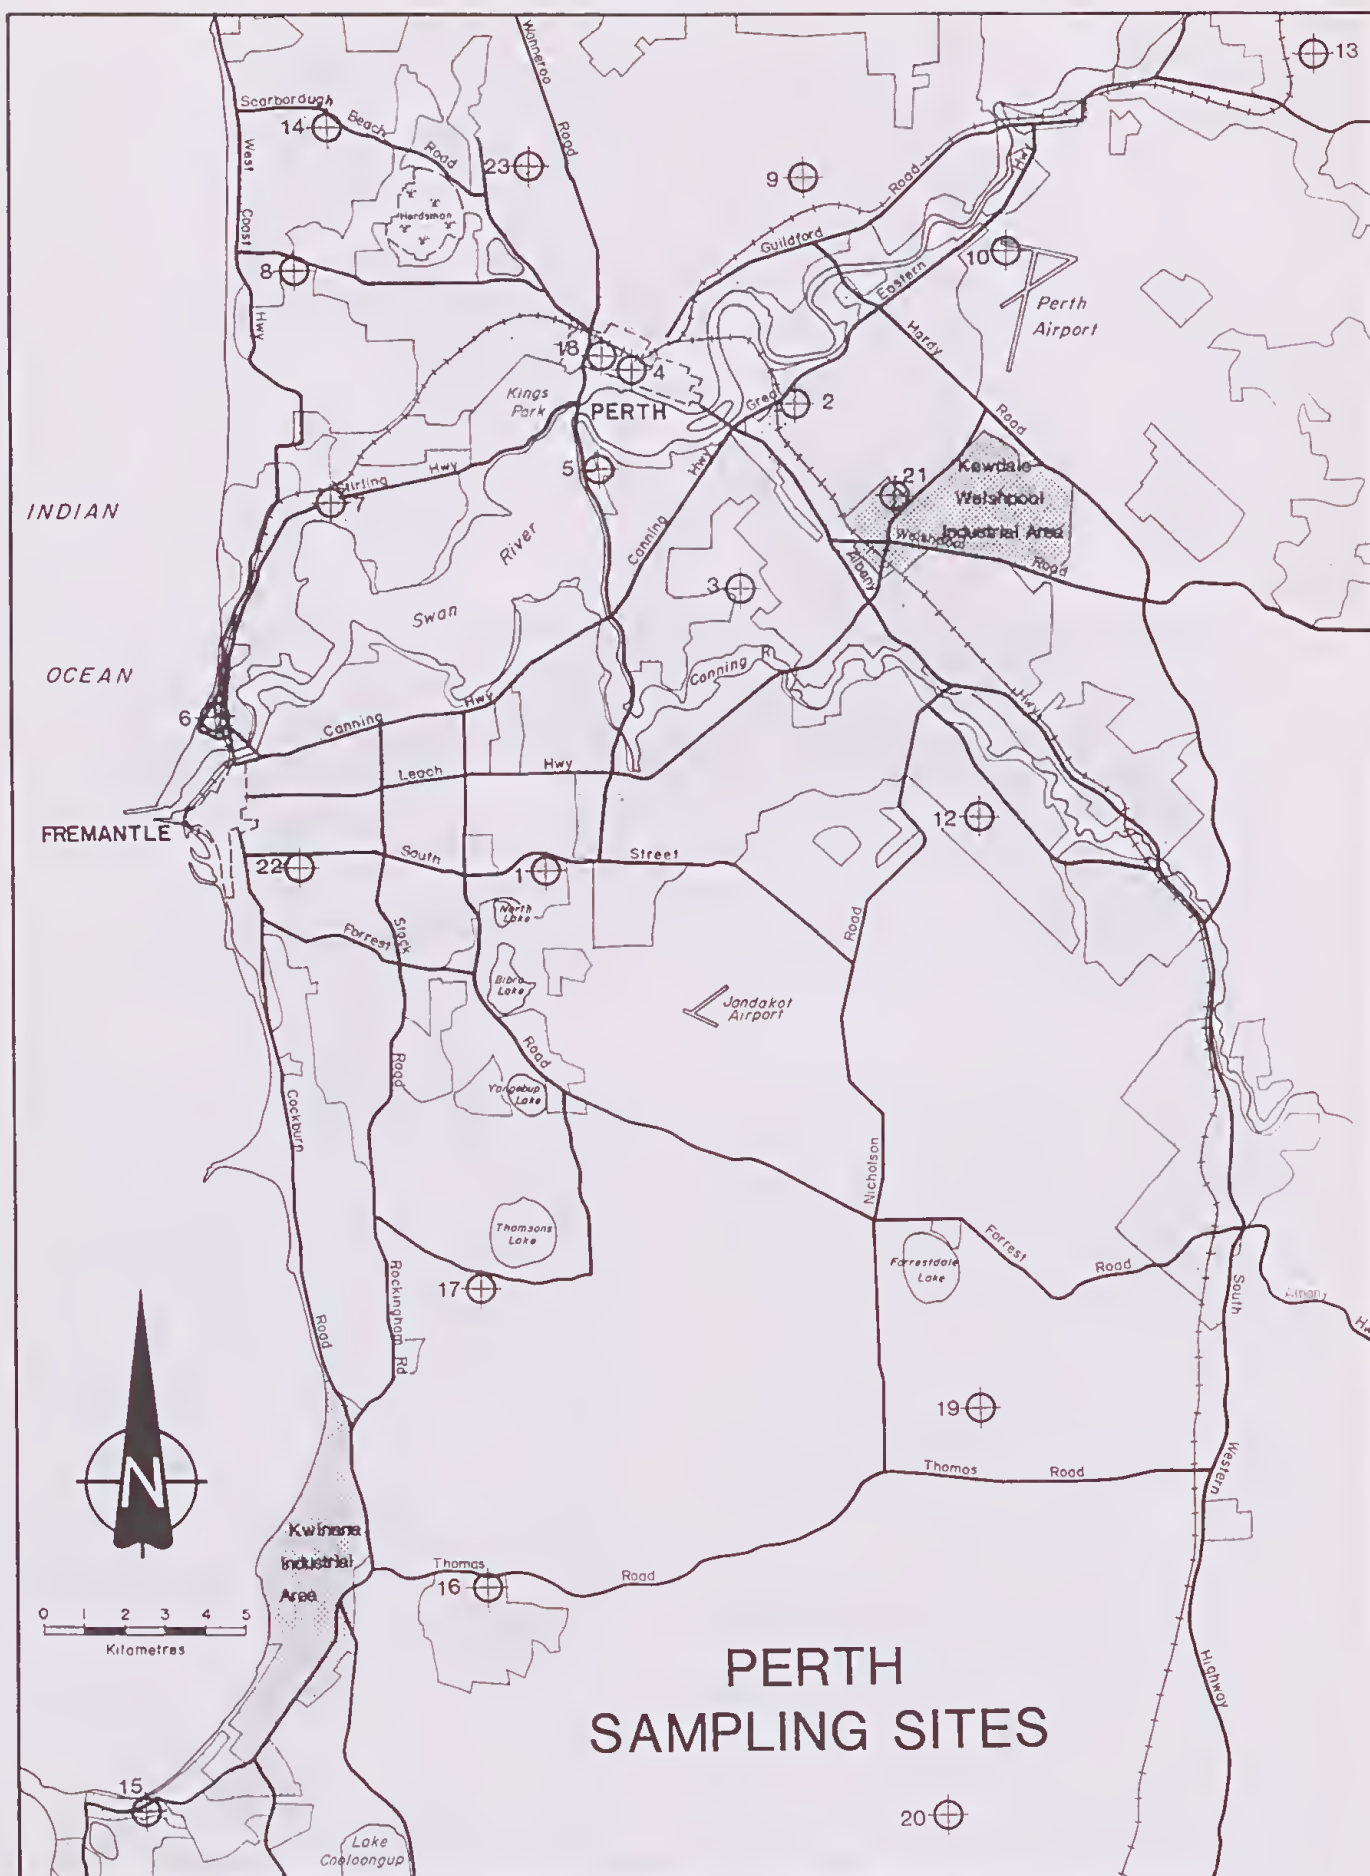 Wanneroo
Road
13
Scarborough
Beach
Road
14
West
Coast
Hwy
23
9
Road
Guildford
Hwy
Herdsman
8
10
Eastern
Perth
Airport
Hardy
Road
18
4
Kings
Park
PERTH
Great
2
5
Stirling
Hwy
7
INDIAN
OCEAN
River
Swan
Canning
Hwy
21
Kewdale
Welshpool
Industrial Area
Welshpool
Road
Albany
Hwy
3
Canning R
6
Canning
Hwy
Leach
Hwy
FREMANTLE
22
South
Street
1
12
North
Lake
Forrest
Stock
Road
Bibra
Lake
Road
Jandakot
Airport
Road
Yangebup
Lake
Cockburn
Road
Nicholson
Thomsons
Lake
17
Rockingham Rd
Forrest
Road
Forrestdale
Lake
South
Western
Highway
Albany
19
Thomas
Road
N
Kwinana
Industrial
Area
Thomas
Road
16
0 1 2 3 4 5
Kilometres
PERTH
SAMPLING SITES
15
20
Lake
Cooloongup